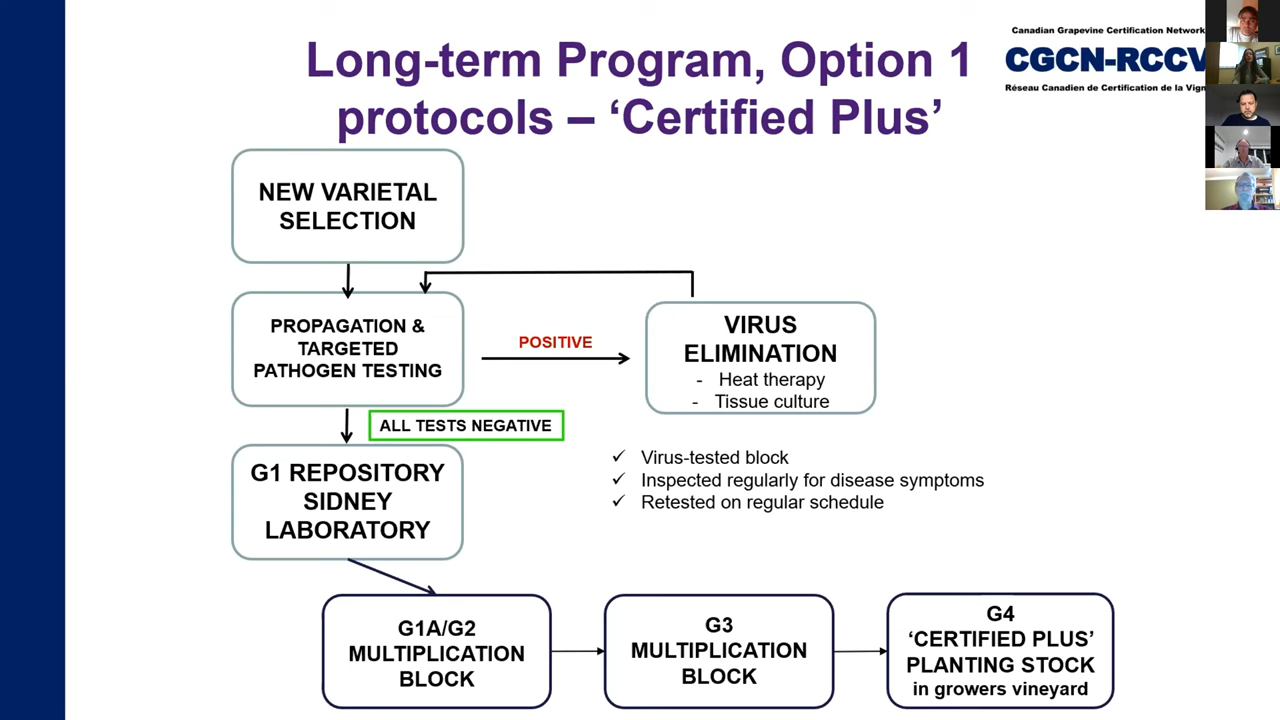 Long-term Program, Option 1
protocols – ‘Certified Plus’
Canadian Grapevine Certification Network
CGCN-RCCV
Réseau Canadien de Certification de la Vign
NEW VARIETAL
SELECTION
PROPAGATION &
TARGETED
PATHOGEN TESTING
POSITIVE
VIRUS
ELIMINATION
- Heat therapy
- Tissue culture
ALL TESTS NEGATIVE
G1 REPOSITORY
SIDNEY
LABORATORY
✓ Virus-tested block
✓ Inspected regularly for disease symptoms
✓ Retested on regular schedule
G1A/G2
MULTIPLICATION
BLOCK
G3
MULTIPLICATION
BLOCK
G4
‘CERTIFIED PLUS’
PLANTING STOCK
in growers vineyard